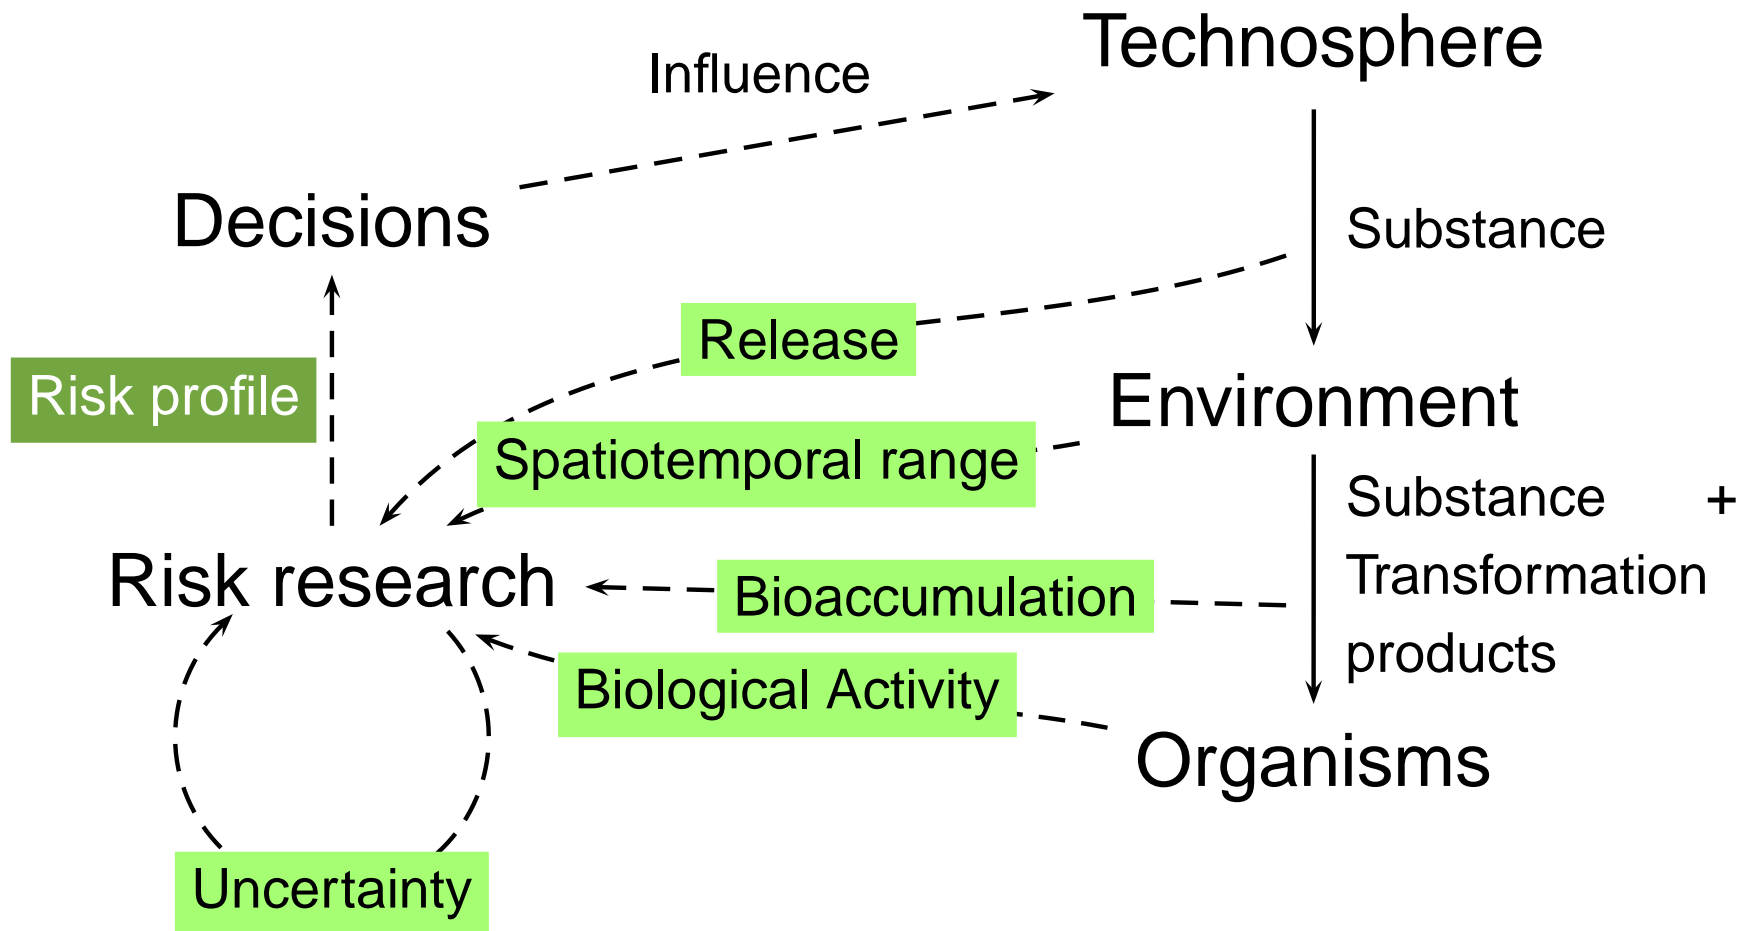 Technosphere
Influence
Decisions
Substance
Release
Risk profile
Environment
Spatiotemporal range
Substance +
Transformation
products
Risk research
Bioaccumulation
Biological Activity
Organisms
Uncertainty